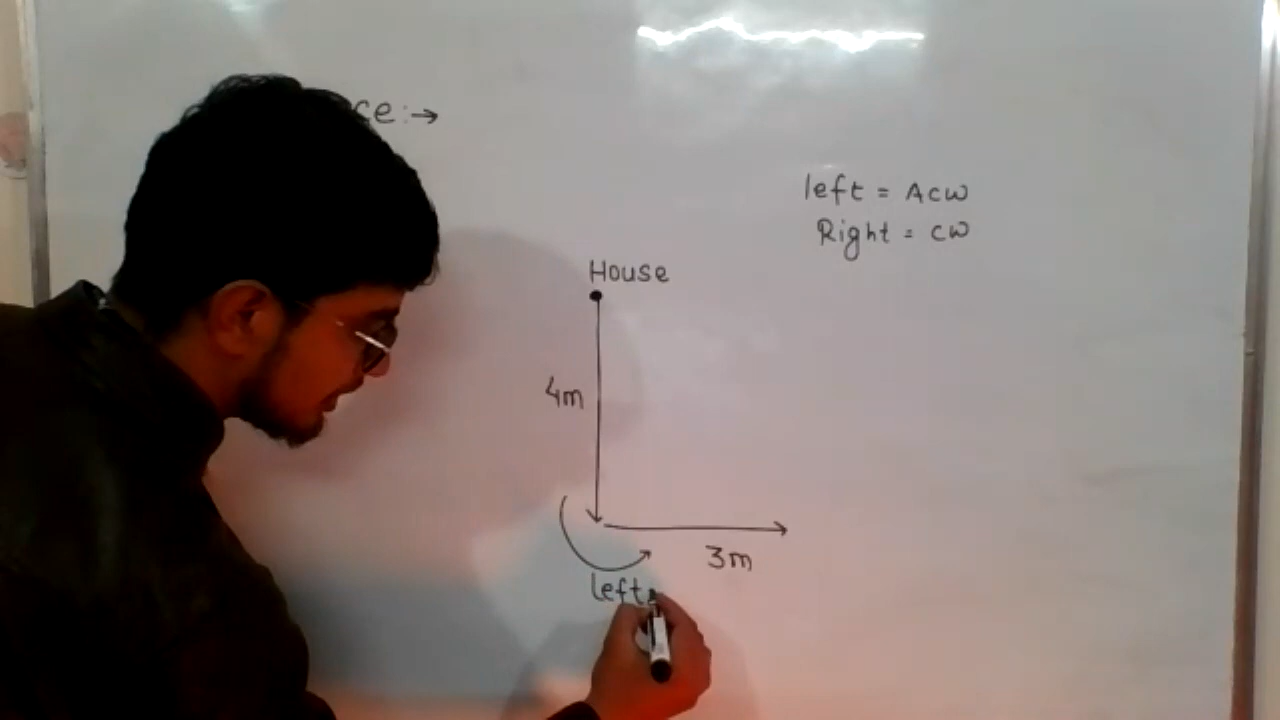 ce:→
left = ACW
Right = CW
House
4m
3m
left